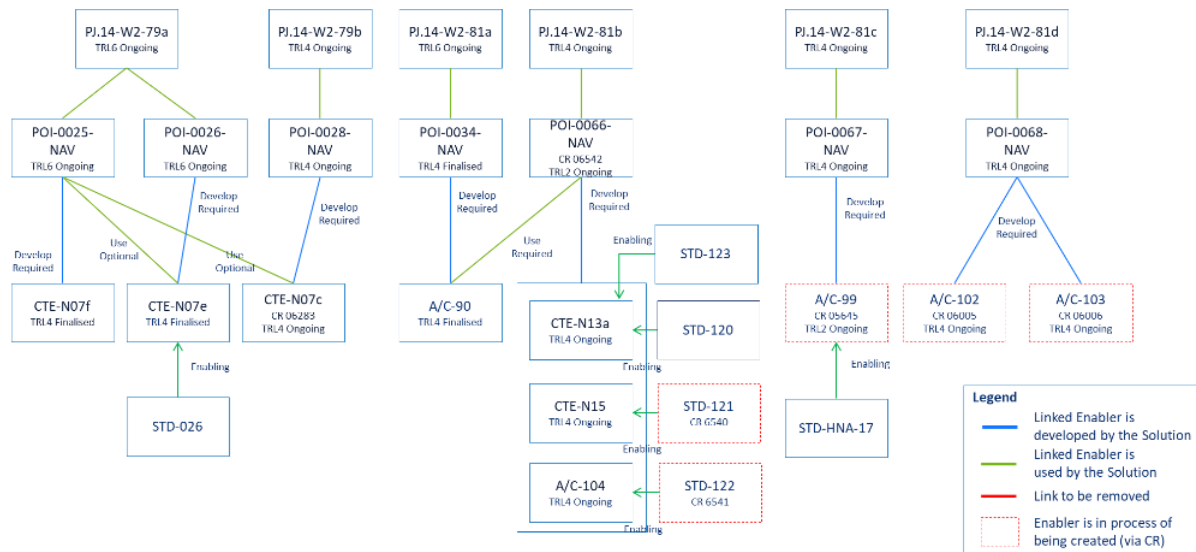 PJ.14-W2-79a
TRL6 Ongoing
PJ.14-W2-79b
TRL4 Ongoing
PJ.14-W2-81a
TRL6 Ongoing
PJ.14-W2-81b
TRL4 Ongoing
PJ.14-W2-81c
TRL4 Ongoing
PJ.14-W2-81d
TRL4 Ongoing
POI-0025-
NAV
TRL6 Ongoing
POI-0026-
NAV
TRL6 Ongoing
POI-0028-
NAV
TRL4 Ongoing
POI-0034-
NAV
TRL4 Finalised
POI-0066-
NAV
CR 06542
TRL2 Ongoing
POI-0067-
NAV
TRL4 Ongoing
POI-0068-
NAV
TRL4 Ongoing
Develop
Required
Use
Optional
Develop
Required
Use
Optional
Develop
Required
Develop
Required
Use
Required
Develop
Required
Develop
Required
Develop
Required
CTE-N07f
TRL4 Finalised
CTE-N07e
TRL4 Finalised
CTE-N07c
CR 06283
TRL4 Ongoing
A/C-90
TRL4 Finalised
Enabling
STD-123
A/C-99
CR 05645
TRL2 Ongoing
A/C-102
CR 06005
TRL4 Ongoing
A/C-103
CR 06006
TRL4 Ongoing
CTE-N13a
TRL4 Ongoing
STD-120
Enabling
Enabling
STD-026
Enabling
STD-HNA-17
CTE-N15
TRL4 Ongoing
STD-121
CR 6540
Enabling
A/C-104
TRL4 Ongoing
STD-122
CR 6541
Enabling
Legend
Linked Enabler is
developed by the Solution
Linked Enabler is
used by the Solution
Link to be removed
Enabler is in process of
being created (via CR)